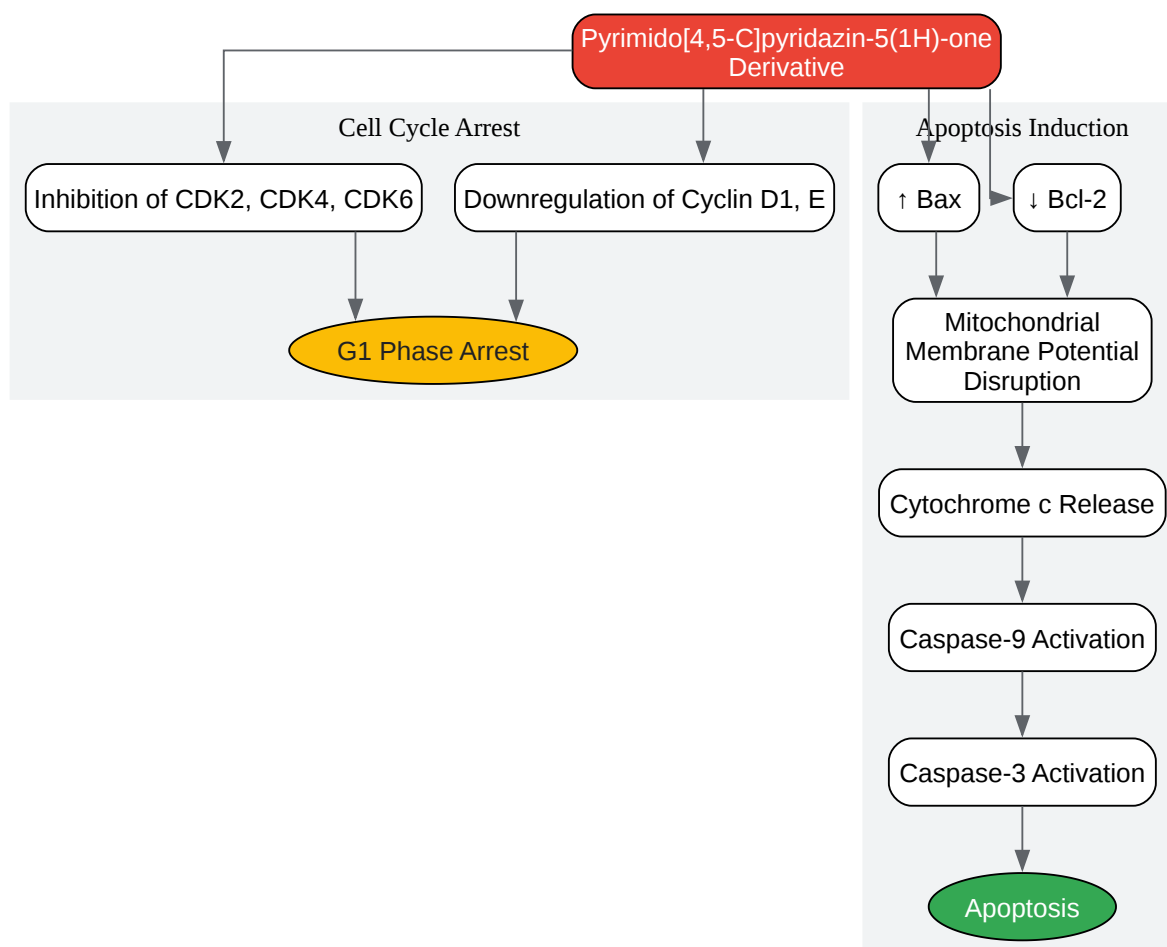 Pyrimido[4,5-C]pyridazin-5(1H)-one
Derivative
Cell Cycle Arrest
Apoptosis Induction
Inhibition of CDK2, CDK4, CDK6
Downregulation of Cyclin D1, E
↑ Bax
↓ Bcl-2
G1 Phase Arrest
Mitochondrial
Membrane Potential
Disruption
Cytochrome c Release
Caspase-9 Activation
Caspase-3 Activation
Apoptosis